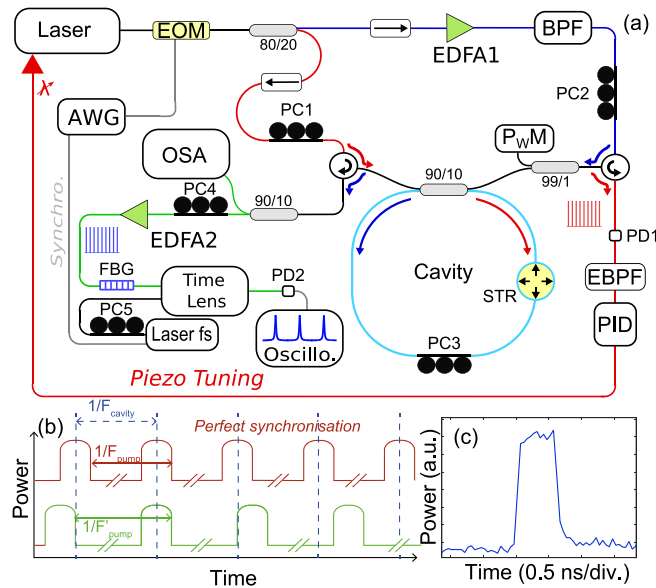 (a)
Laser
EOM
80/20
EDFA1
BPF
PC2
AWG
PC1
OSA
PC4
90/10
90/10
PWM
99/1
Synchro.
EDFA2
PD1
FBG
Time
Lens
PD2
Cavity
STR
EBPF
PC5
Laser fs
Oscillo.
PC3
PID
Piezo Tuning
(b)
1/Fcavity
Perfect synchronisation
1/Fpump
1/F'pump
Power
Time
(c)
Power (a.u.)
Time (0.5 ns/div.)